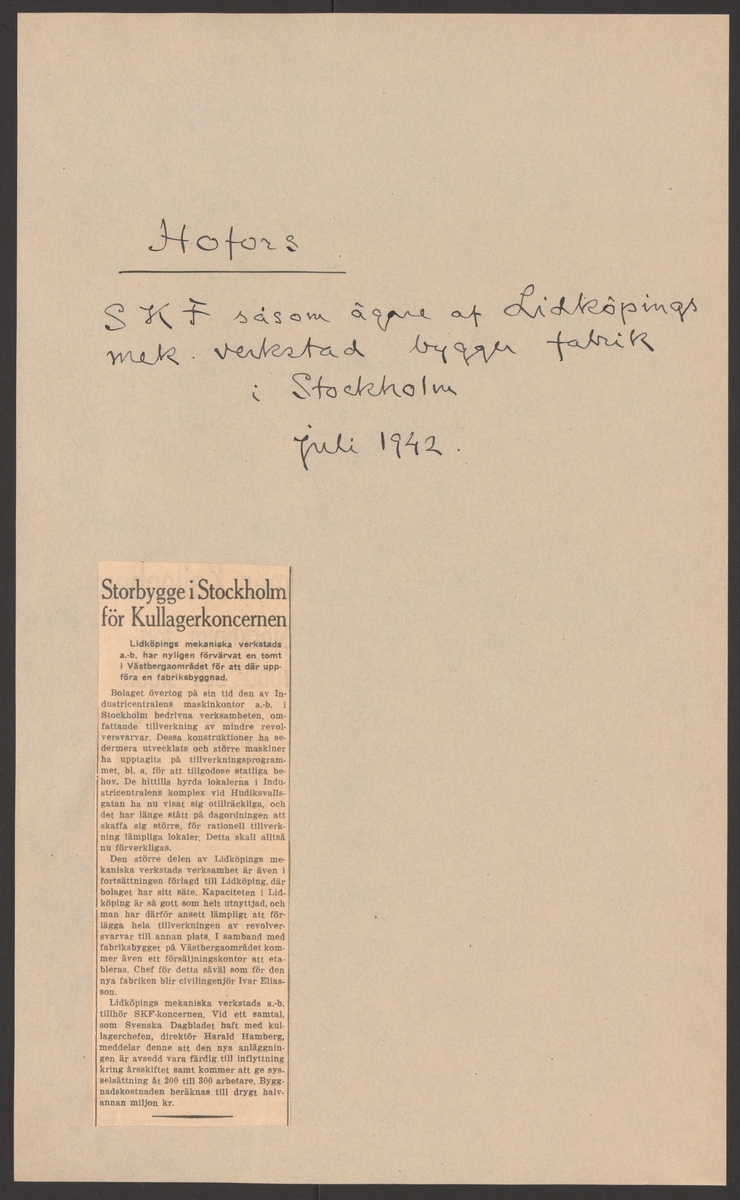 Hofors
SKF såsom ägare af Lidköpings
mek. verkstad bygger fabrik
i Stockholm
juli 1942.
Storbygge i Stockholm
för Kullagerkoncernen
Lidköpings mekaniska verkstads
a.-b. har nyligen förvärvat en tomt
i Västbergaområdet för att där upp-
föra en fabriksbyggnad.
Bolaget övertog på sin tid den av In-
dustricentralens maskinkontor a.-b. i
Stockholm bedrivna verksamheten, om-
fattande tillverkning av mindre revol-
versvarvar. Dessa konstruktioner ha se-
dermera utvecklats och större maskiner
ha upptagits på tillverkningsprogram-
met, bl. a. för att tillgodose statliga be-
hov. De hittills hyrda lokalerna i Indu-
stricentralens komplex vid Hudiksvalls-
gatan ha nu visat sig otillräckliga, och
det har länge stått på dagordningen att
skaffa sig större, för rationell tillverk-
ning lämpliga lokaler. Detta skall alltså
nu förverkligas.
Den större delen av Lidköpings me-
kaniska verkstads verksamhet är även i
fortsättningen förlagd till Lidköping, där
bolaget har sitt säte. Kapaciteten i Lid-
köping är så gott som helt utnyttjad, och
man har därför ansett lämpligt att för-
lägga hela tillverkningen av revolver-
svarvar till annan plats. I samband med
fabriksbygget på Västbergaområdet kom-
mer även ett försäljningskontor att eta-
bleras. Chef för detta såväl som för den
nya fabriken blir civilingenjör Ivar Elias-
son.
Lidköpings mekaniska verkstads a.-b.
tillhör SKF-koncernen. Vid ett samtal,
som Svenska Dagbladet haft med kul-
lagerchefen, direktör Harald Hamberg,
meddelar denne att den nya anläggnin-
gen är avsedd vara färdig till inflyttning
kring årsskiftet samt kommer att ge sys-
selsättning åt 200 till 300 arbetare. Bygg-
nadskostnaden beräknas till drygt halv-
annan miljon kr.